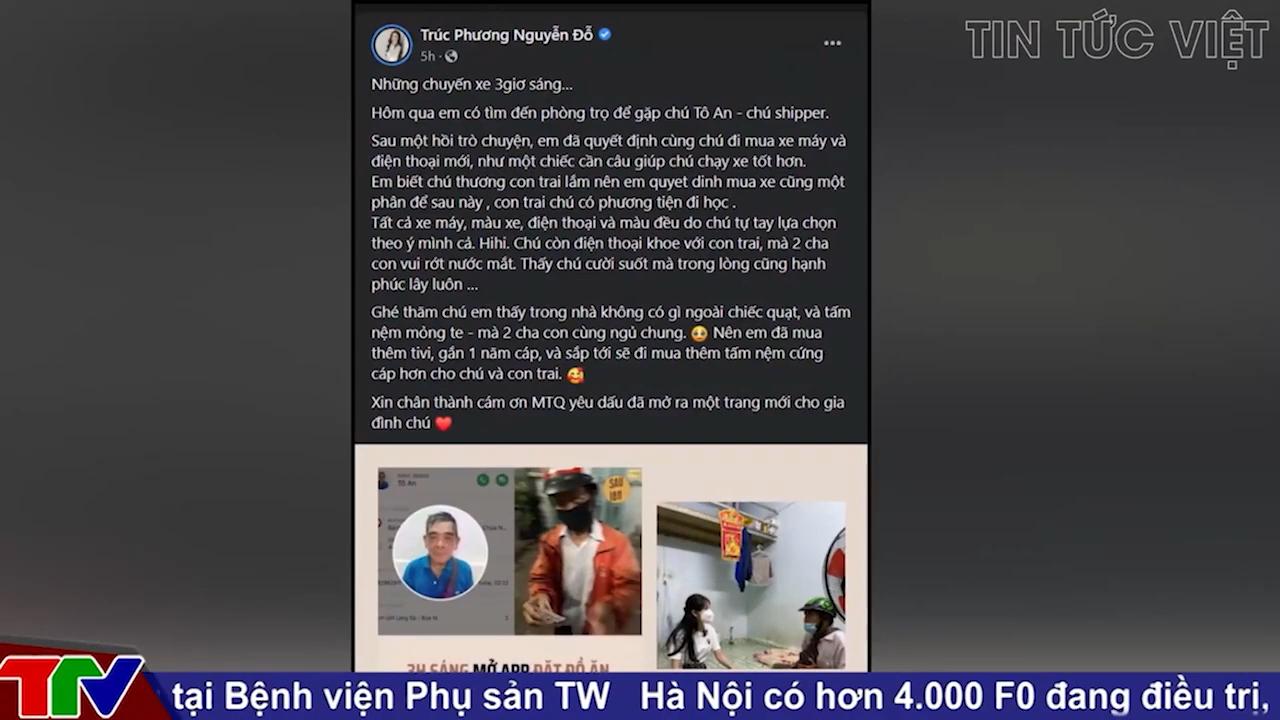 TIN TỨC VIỆT
Trúc Phương Nguyễn Đỗ
5h ·
Những chuyến xe 3giơ sáng...
Hôm qua em có tìm đến phòng trọ để gặp chú Tô An - chú shipper.
Sau một hồi trò chuyện, em đã quyết định cùng chú đi mua xe máy và
điện thoại mới, như một chiếc cần câu giúp chú chạy xe tốt hơn.
Em biết chú thương con trai lắm nên em quyet dinh mua xe cũng một
phân để sau này , con trai chú có phương tiện đi học .
Tất cả xe máy, màu xe, điện thoại và màu đều do chú tự tay lựa chọn
theo ý mình cả. Hihi. Chú còn điện thoại khoe với con trai, mà 2 cha
con vui rớt nước mắt. Thấy chú cười suốt mà trong lòng cũng hạnh
phúc lây luôn ...
Ghé thăm chú em thấy trong nhà không có gì ngoài chiếc quạt, và tấm
nệm mỏng te - mà 2 cha con cùng ngủ chung. 🥺 Nên em đã mua
thêm tivi, gắn 1 năm cáp, và sắp tới sẽ đi mua thêm tấm nệm cứng
cáp hơn cho chú và con trai. 🥰
Xin chân thành cám ơn MTQ yêu dấu đã mở ra một trang mới cho gia
đình chú ❤️
Tô An
SAU
3H SÁNG MỞ APP ĐẶT ĐỒ ĂN
TTV
tại Bệnh viện Phụ sản TW Hà Nội có hơn 4.000 F0 đang điều trị,